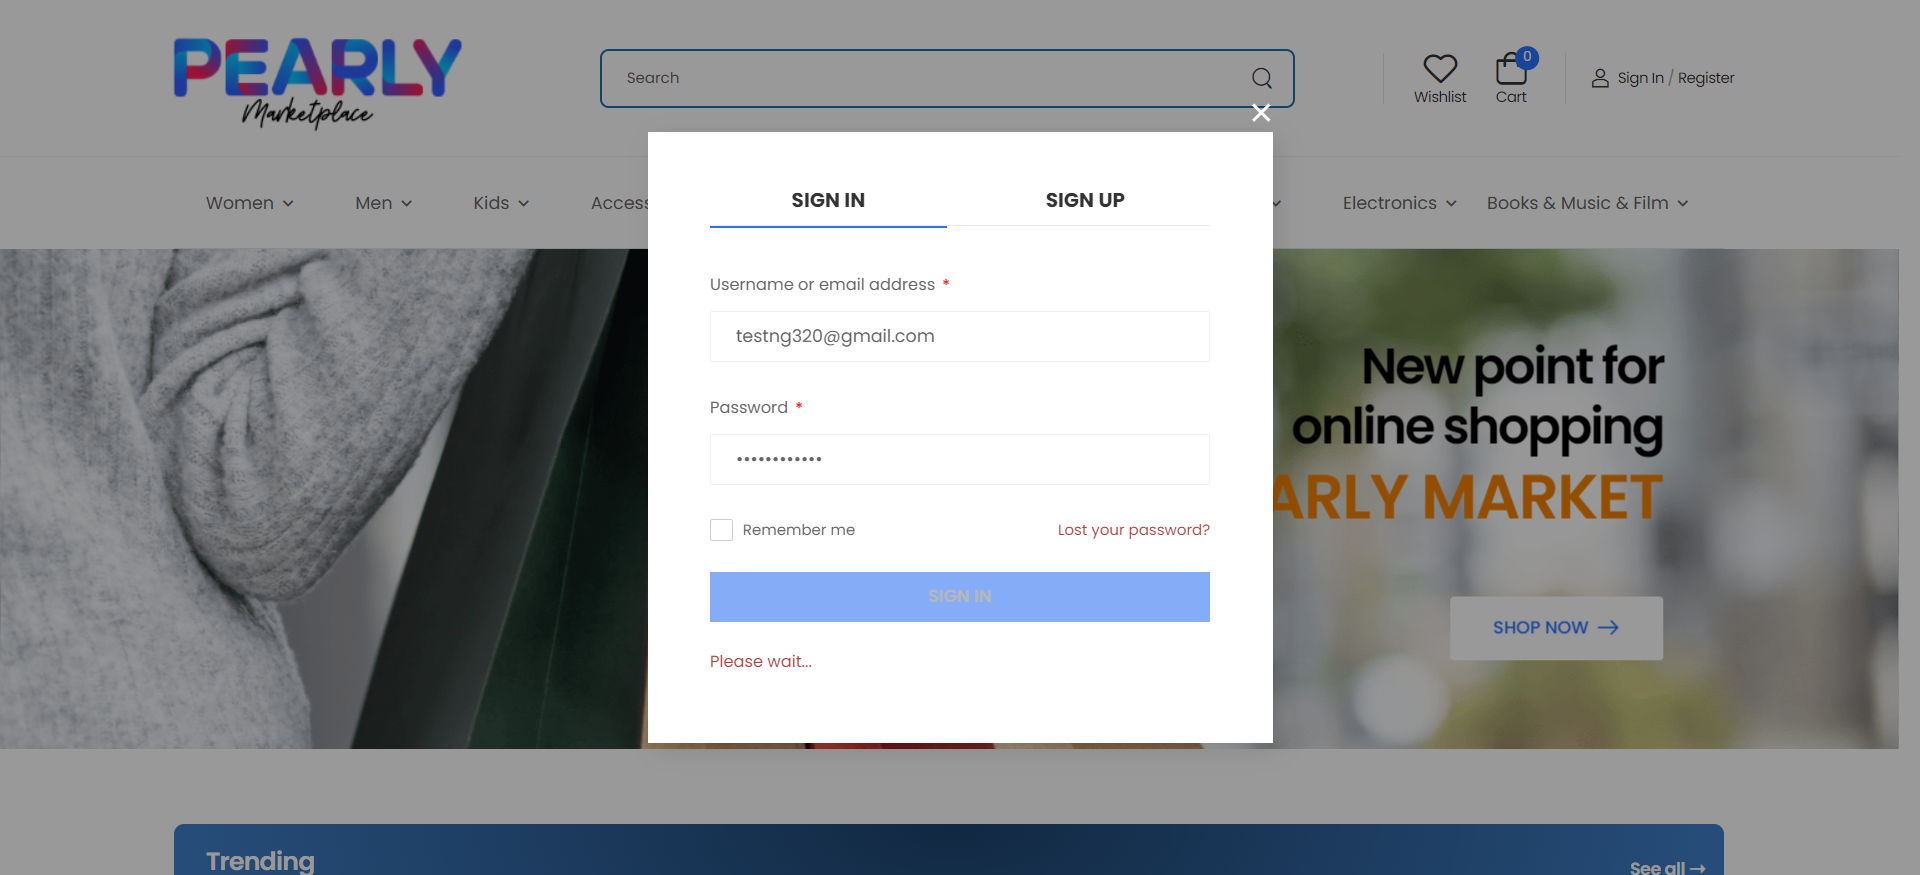 PEARLY
Marketplace
Search
Wishlist
0
Cart
Sign In / Register
Women
Men
Kids
Access
Electronics
Books & Music & Film
SIGN IN
SIGN UP
Username or email address *
testng320@gmail.com
Password *
••••••••••••
Remember me
Lost your password?
SIGN IN
Please wait...
New point for
online shopping
ARLY MARKET
SHOP NOW →
Trending
See all →